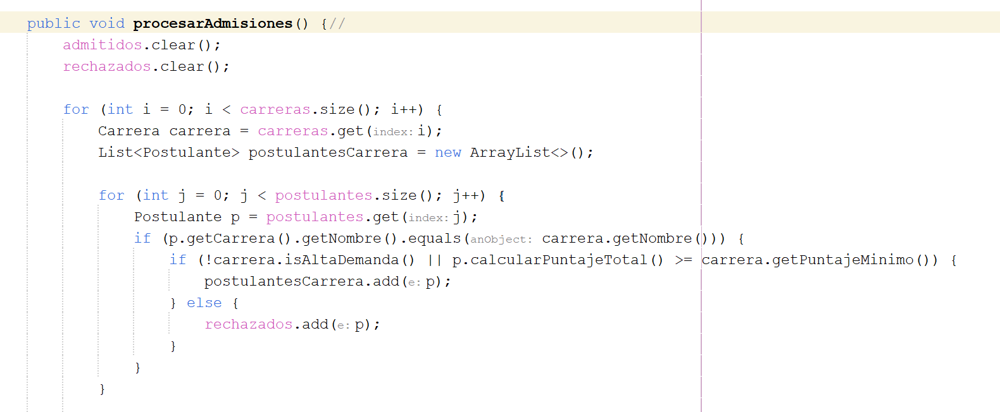 public void procesarAdmisiones() {//
admitidos.clear();
rechazados.clear();
for (int i = 0; i < carreras.size(); i++) {
Carrera carrera = carreras.get(index: i);
List<Postulante> postulantesCarrera = new ArrayList<>();
for (int j = 0; j < postulantes.size(); j++) {
Postulante p = postulantes.get(index: j);
if (p.getCarrera().getNombre().equals(anObject: carrera.getNombre())) {
if (!carrera.isAltaDemanda() || p.calcularPuntajeTotal() >= carrera.getPuntajeMinimo()) {
postulantesCarrera.add(e: p);
} else {
rechazados.add(e: p);
}
}
}